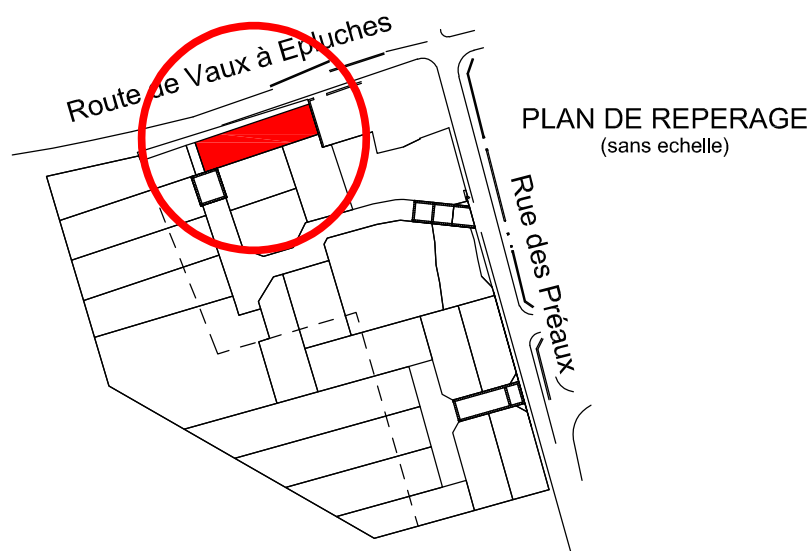 Route de Vaux à Epluches
PLAN DE REPERAGE
(sans echelle)
Rue des Préaux